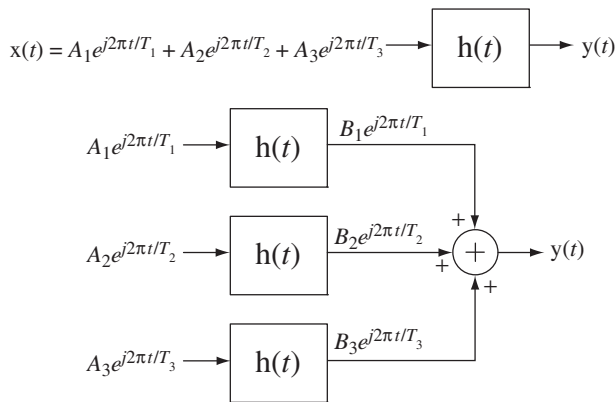 x(t) = A₁e^{j2πt/T₁} + A₂e^{j2πt/T₂} + A₃e^{j2πt/T₃} h(t) y(t)
A₁e^{j2πt/T₁} h(t) B₁e^{j2πt/T₁}
+
A₂e^{j2πt/T₂} h(t) B₂e^{j2πt/T₂} + + y(t)
+
A₃e^{j2πt/T₃} h(t) B₃e^{j2πt/T₃}